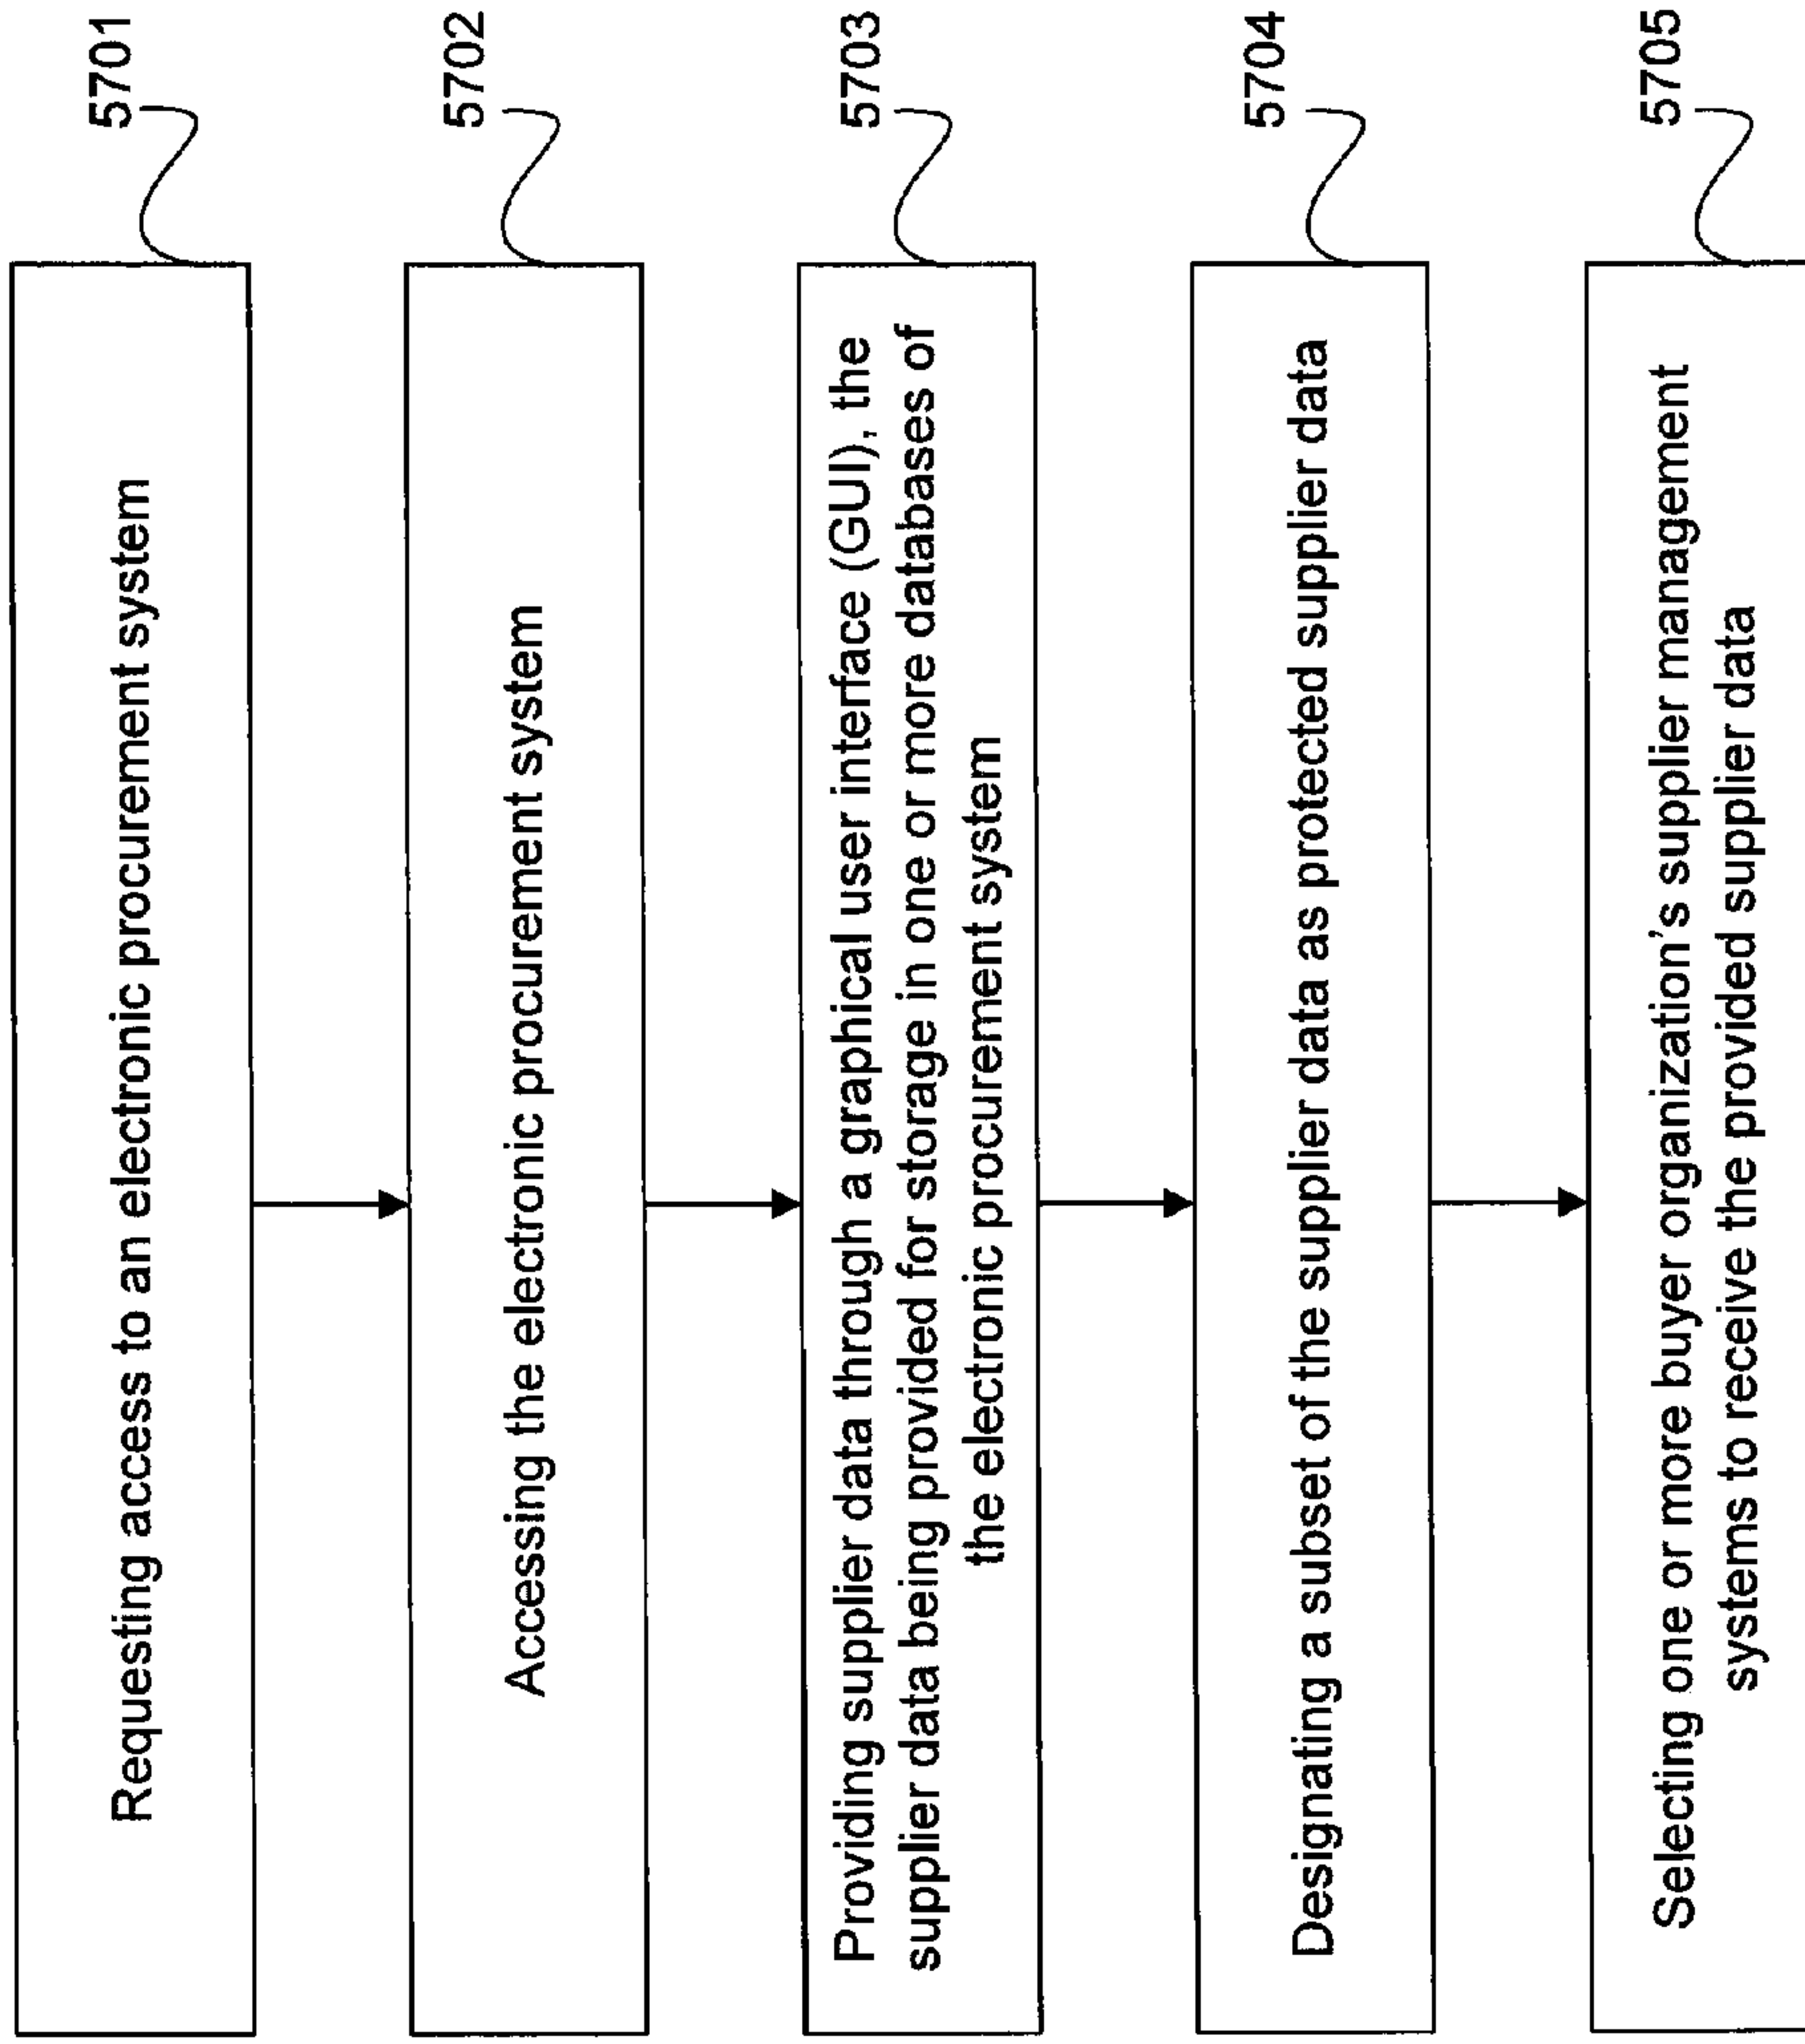 5701
Requesting access to an electronic procurement system
5702
Accessing the electronic procurement system
5703
Providing supplier data through a graphical user interface (GUI), the
supplier data being provided for storage in one or more databases of
the electronic procurement system
5704
Designating a subset of the supplier data as protected supplier data
5705
Selecting one or more buyer organization's supplier management
systems to receive the provided supplier data